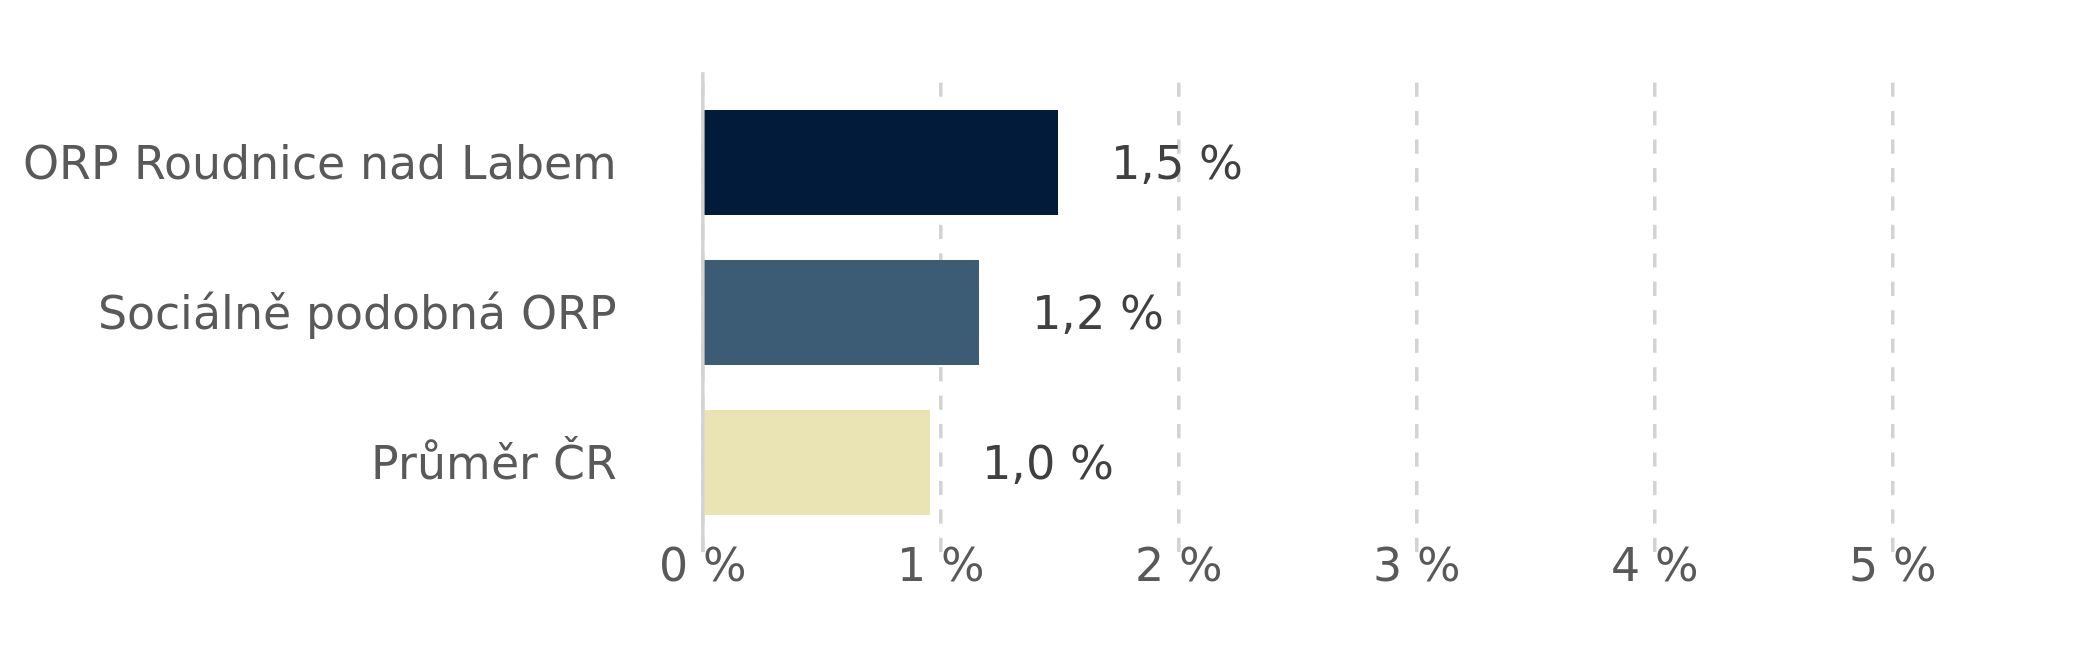 ORP Roudnice nad Labem 1,5 %
Sociálně podobná ORP 1,2 %
Průměr ČR 1,0 %
0 % 1 % 2 % 3 % 4 % 5 %